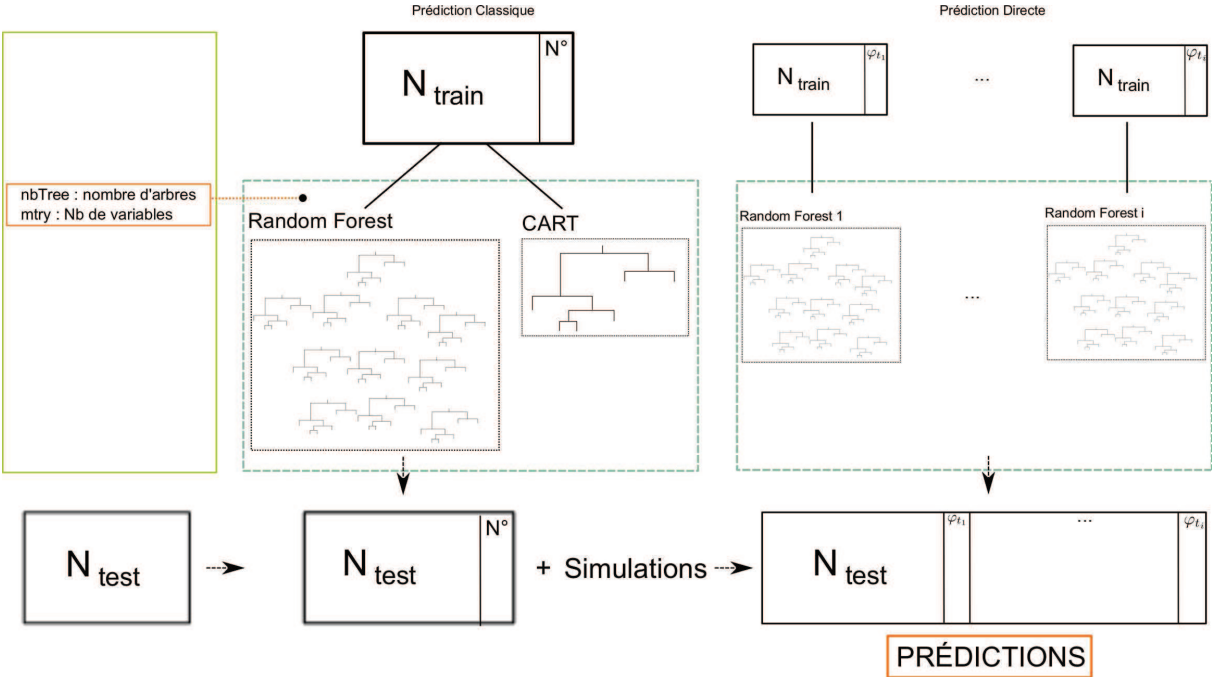 Prédiction Classique
Prédiction Directe
N train
N°
N train
φt1
...
N train
φti
nbTree : nombre d'arbres
mtry : Nb de variables
Random Forest
CART
Random Forest 1
...
Random Forest i
N test
N test
N°
+ Simulations
N test
φt1
...
φti
PRÉDICTIONS